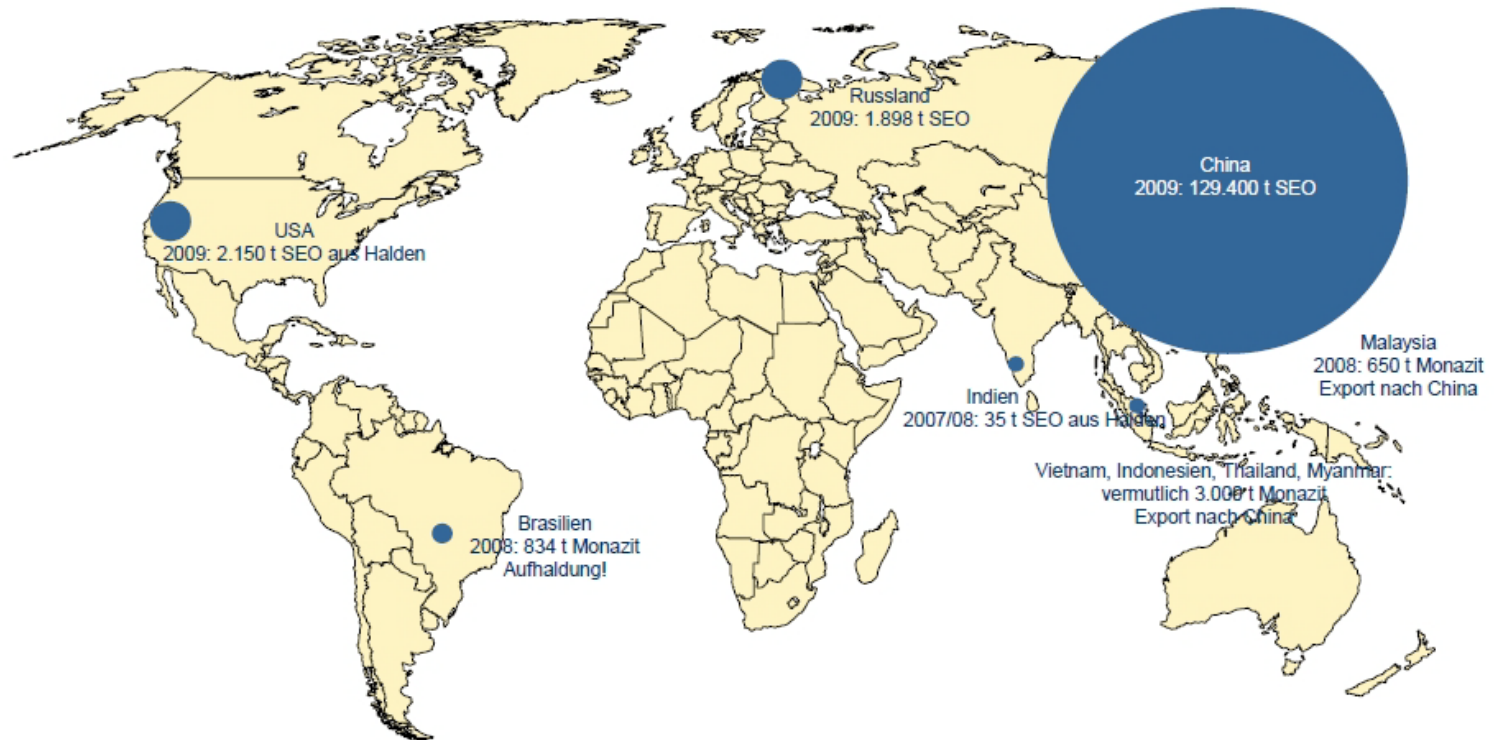 Russland
2009: 1.898 t SEO
China
2009: 129.400 t SEO
USA
2009: 2.150 t SEO aus Halden
Malaysia
2008: 650 t Monazit
Export nach China
Indien
2007/08: 35 t SEO aus Halden
Vietnam, Indonesien, Thailand, Myanmar:
vermutlich 3.000 t Monazit
Export nach China
Brasilien
2008: 834 t Monazit
Aufhaldung!